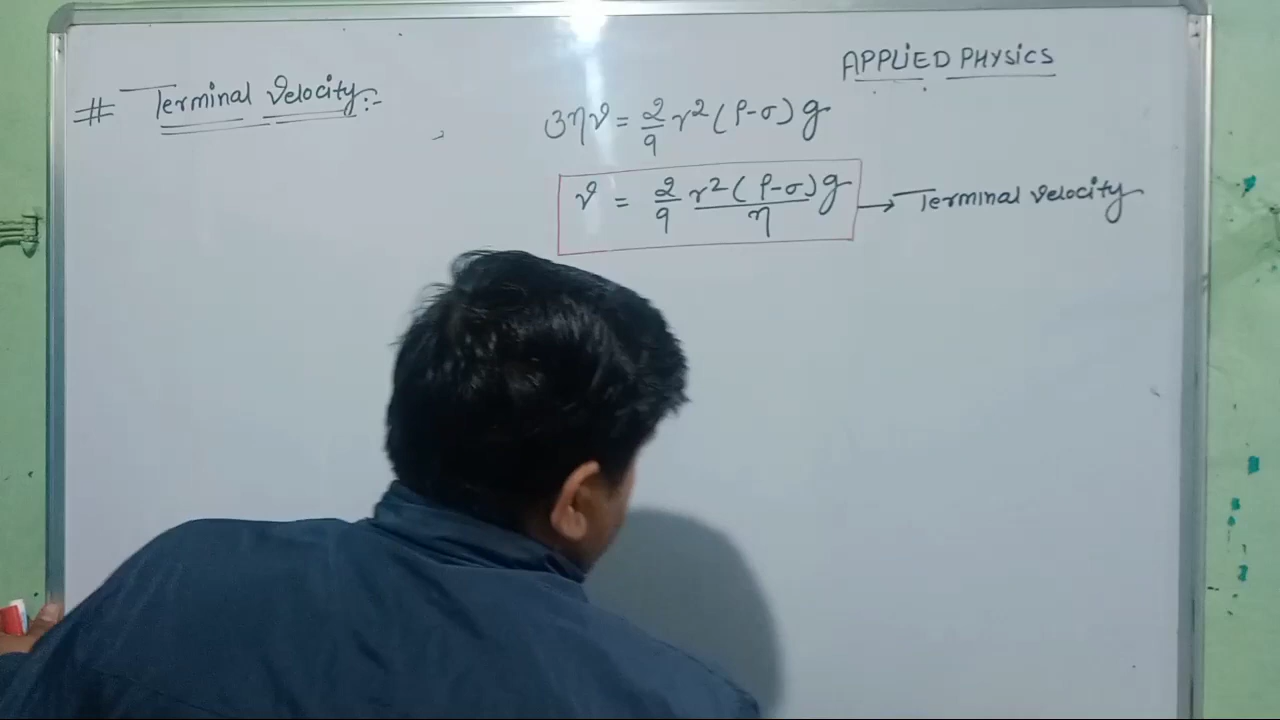 APPLiED PHYSiCS
# Terminal Velocity:-
3ηv = 2/9 r² (ρ-σ) g
v = 2/9 r² (ρ-σ) g / η → Terminal velocity